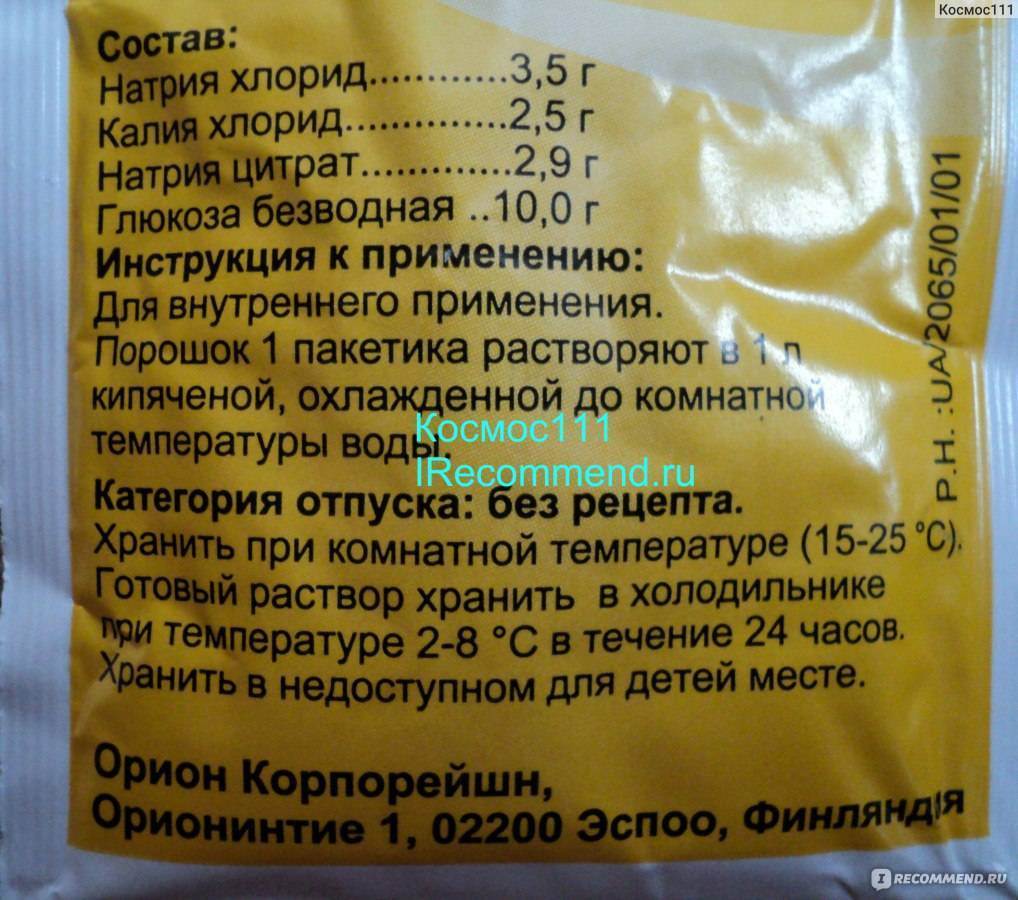 Космос111
Состав:
Натрия хлорид............3,5 г
Калия хлорид..............2,5 г
Натрия цитрат.............2,9 г
Глюкоза безводная ..10,0 г
Инструкция к применению:
Для внутреннего применения.
Порошок 1 пакетика растворяют в 1 л
кипяченой, охлажденной до комнатной
температуры воды.
Космос111
IRecommend.ru
Категория отпуска: без рецепта.
Хранить при комнатной температуре (15-25 °C).
Готовый раствор хранить в холодильнике
при температуре 2-8 °C в течение 24 часов.
Хранить в недоступном для детей месте.
Орион Корпорейшн,
Орионинтие 1, 02200 Эспоо, Финляндия
Р.Н. :UA/2065/01/01
I RECOMMEND.RU